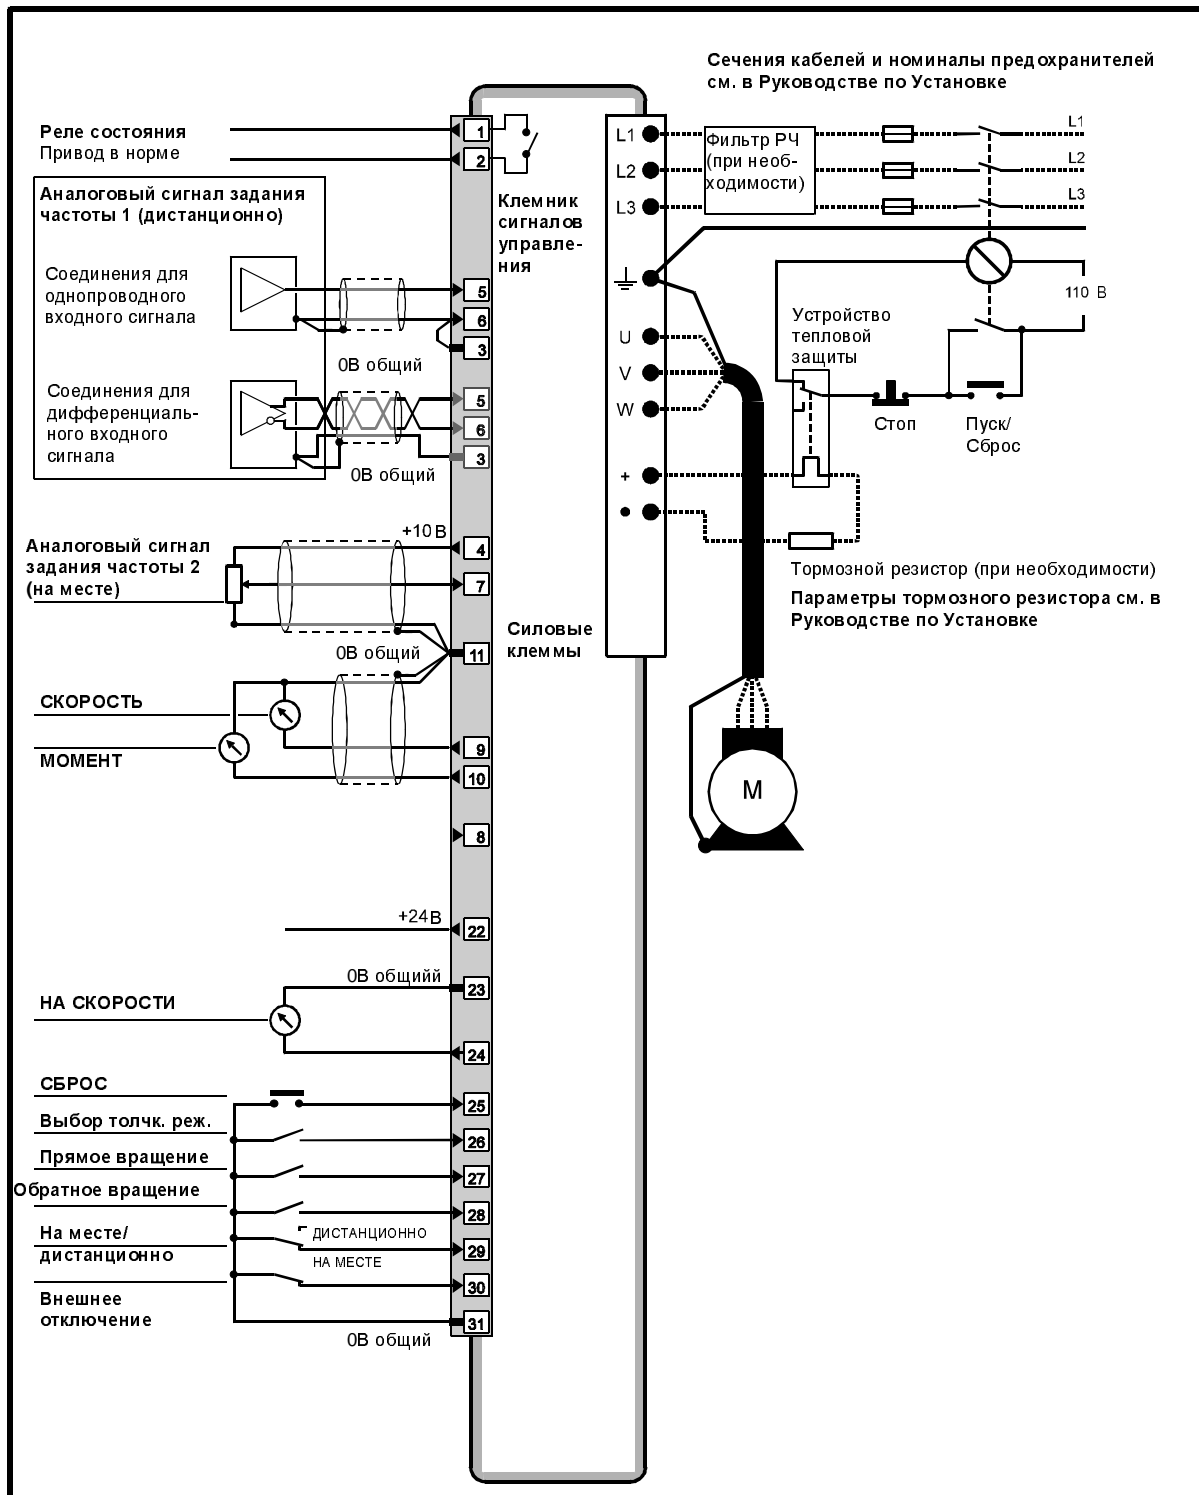 Сечения кабелей и номиналы предохранителей
см. в Руководстве по Установке
Реле состояния
Привод в норме
1
2
Клемник
сигналов
управле-
ния
L1
L2
L3
Фильтр РЧ
(при необ-
ходимости)
L1
L2
L3
Аналоговый сигнал задания
частоты 1 (дистанционно)
Соединения для
однопроводного
входного сигнала
5
6
3
0В общий
Соединения для
дифференциаль-
ного входного
сигнала
5
6
3
0В общий
U
V
W
+
110 В
Устройство
тепловой
защиты
Стоп
Пуск/
Сброс
Тормозной резистор (при необходимости)
Параметры тормозного резистора см. в
Руководстве по Установке
+10В
Аналоговый сигнал
задания частоты 2
(на месте)
4
7
0В общий
11
Силовые
клеммы
СКОРОСТЬ
МОМЕНТ
9
10
8
M
+24В
22
0В общийй
23
НА СКОРОСТИ
24
СБРОС
25
Выбор толчк. реж.
26
Прямое вращение
27
Обратное вращение
28
На месте/
дистанционно
ДИСТАНЦИОННО
29
НА МЕСТЕ
30
Внешнее
отключение
31
0В общий